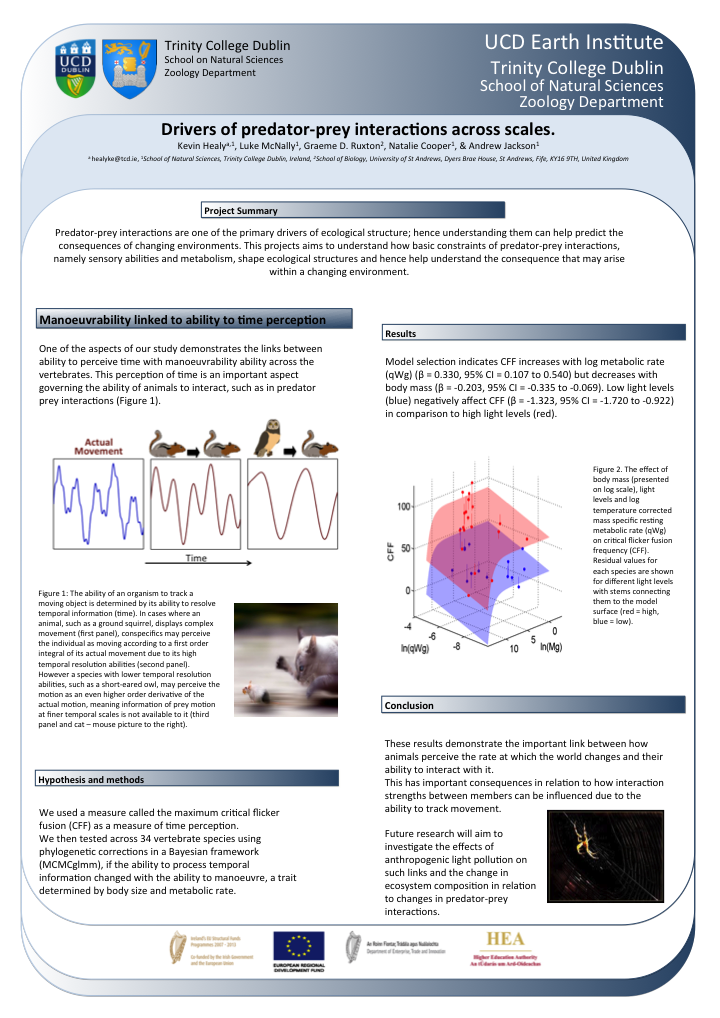 UCD
DUBLIN
Trinity College Dublin
School on Natural Sciences
Zoology Department
UCD Earth Institute
Trinity College Dublin
School of Natural Sciences
Zoology Department
Drivers of predator-prey interactions across scales.
Kevin Healyª,¹, Luke McNally¹, Graeme D. Ruxton², Natalie Cooper¹, & Andrew Jackson¹
ª healyke@tcd.ie, ¹School of Natural Sciences, Trinity College Dublin, Ireland, ²School of Biology, University of St Andrews, Dyers Brae House, St Andrews, Fife, KY16 9TH, United Kingdom
Project Summary
Predator-prey interactions are one of the primary drivers of ecological structure; hence understanding them can help predict the
consequences of changing environments. This projects aims to understand how basic constraints of predator-prey interactions,
namely sensory abilities and metabolism, shape ecological structures and hence help understand the consequence that may arise
within a changing environment.
Manoeuvrability linked to ability to time perception
One of the aspects of our study demonstrates the links between
ability to perceive time with manoeuvrability ability across the
vertebrates. This perception of time is an important aspect
governing the ability of animals to interact, such as in predator
prey interactions (Figure 1).
Actual
Movement
Time
Figure 1: The ability of an organism to track a
moving object is determined by its ability to resolve
temporal information (time). In cases where an
animal, such as a ground squirrel, displays complex
movement (first panel), conspecifics may perceive
the individual as moving according to a first order
integral of its actual movement due to its high
temporal resolution abilities (second panel).
However a species with lower temporal resolution
abilities, such as a short-eared owl, may perceive the
motion as an even higher order derivative of the
actual motion, meaning information of prey motion
at finer temporal scales is not available to it (third
panel and cat – mouse picture to the right).
Hypothesis and methods
We used a measure called the maximum critical flicker
fusion (CFF) as a measure of time perception.
We then tested across 34 vertebrate species using
phylogenetic corrections in a Bayesian framework
(MCMCglmm), if the ability to process temporal
information changed with the ability to manoeuvre, a trait
determined by body size and metabolic rate.
Results
Model selection indicates CFF increases with log metabolic rate
(qWg) (β = 0.330, 95% CI = 0.107 to 0.540) but decreases with
body mass (β = -0.203, 95% CI = -0.335 to -0.069). Low light levels
(blue) negatively affect CFF (β = -1.323, 95% CI = -1.720 to -0.922)
in comparison to high light levels (red).
CFF
100
50
0
-4
-6
-8
ln(qWg)
10
5
0
ln(Mg)
Figure 2. The effect of
body mass (presented
on log scale), light
levels and log
temperature corrected
mass specific resting
metabolic rate (qWg)
on critical flicker fusion
frequency (CFF).
Residual values for
each species are shown
for different light levels
with stems connecting
them to the model
surface (red = high,
blue = low).
Conclusion
These results demonstrate the important link between how
animals perceive the rate at which the world changes and their
ability to interact with it.
This has important consequences in relation to how interaction
strengths between members can be influenced due to the
ability to track movement.
Future research will aim to
investigate the effects of
anthropogenic light pollution on
such links and the change in
ecosystem composition in relation
to changes in predator-prey
interactions.
Ireland's EU Structural Funds
Programmes 2007 - 2013
Co-funded by the Irish Government
and the European Union
EUROPEAN REGIONAL
DEVELOPMENT FUND
An Roinn Fiontar, Trádála agus Nuálaíochta
Department of Enterprise, Trade and Innovation
HEA
Higher Education Authority
An tÚdarás um Ard-Oideachas